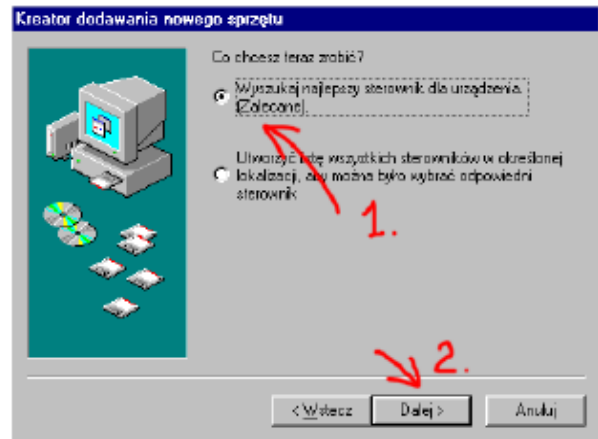 Kreator dodawania nowego sprzętu
Co chcesz teraz zrobić?
Wyszukaj najlepszy sterownik dla urządzenia.
(Zalecane).
Utworzyć listę wszystkich sterowników w określonej
lokalizacji, aby można było wybrać odpowiedni
sterownik
1.
2.
< Wstecz
Dalej >
Anuluj